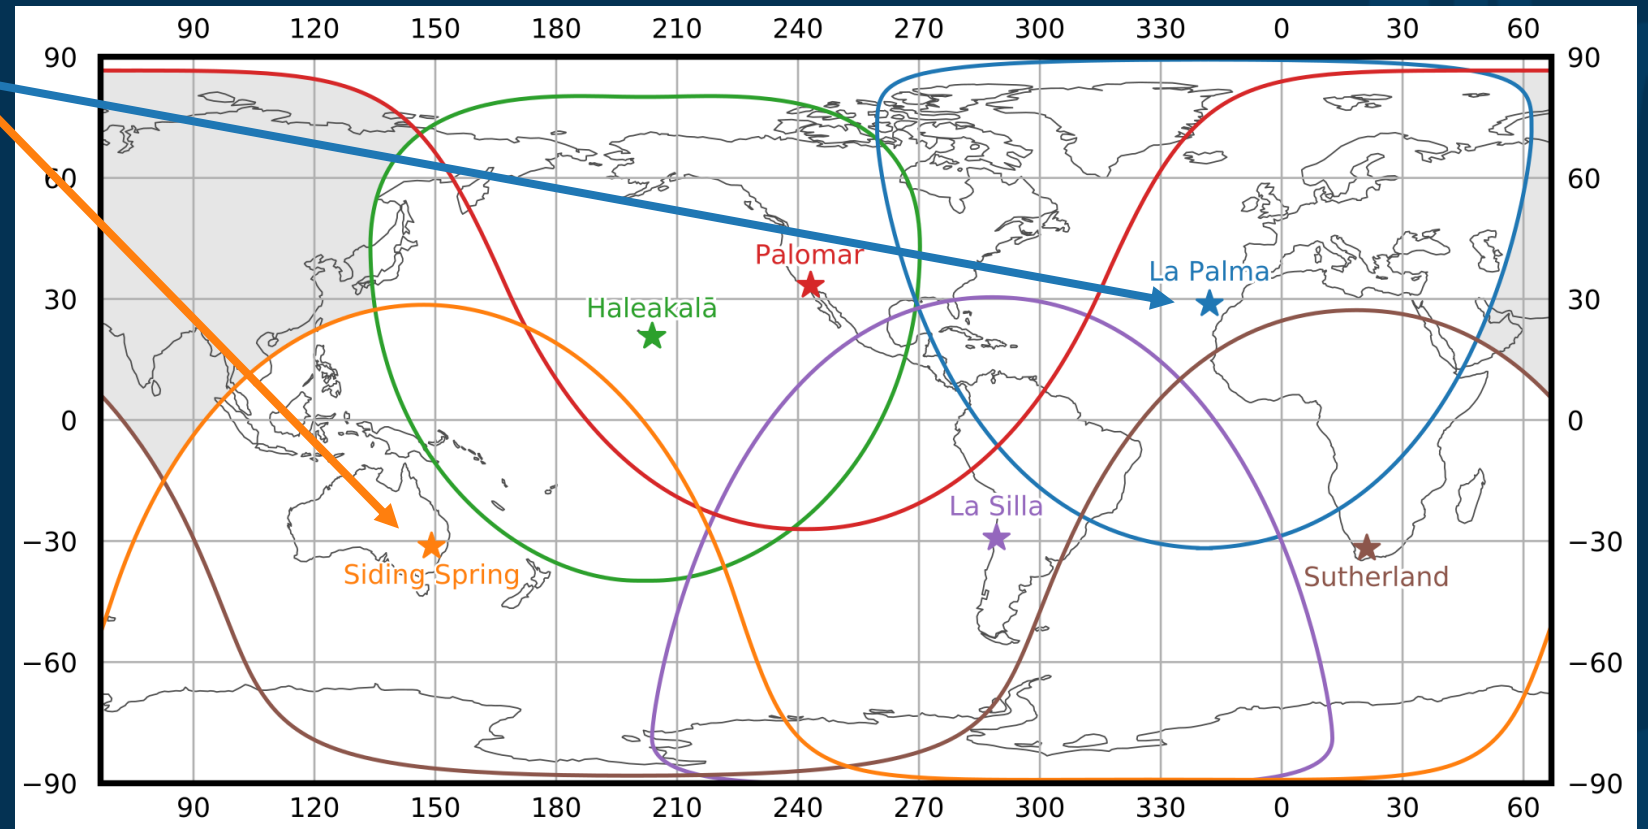 90 120 150 180 210 240 270 300 330 0 30 60
90 90
60 60
Palomar
La Palma
30 Haleakalā 30
0 0
La Silla
−30 −30
Siding Spring Sutherland
−60 −60
−90 −90
90 120 150 180 210 240 270 300 330 0 30 60